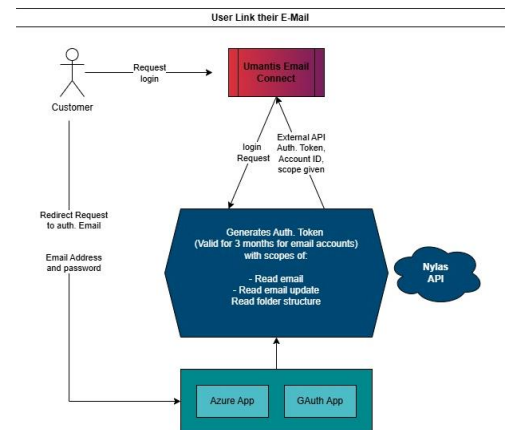 User Link their E-Mail
Request
login
Umantis Email
Connect
Customer
login
Request
External API
Auth. Token,
Account ID,
scope given
Redirect Request
to auth. Email
Email Address
and password
Generates Auth. Token
(Valid for 3 months for email accounts)
with scopes of:
- Read email
- Read email update
Read folder structure
Nylas
API
Azure App
GAuth App